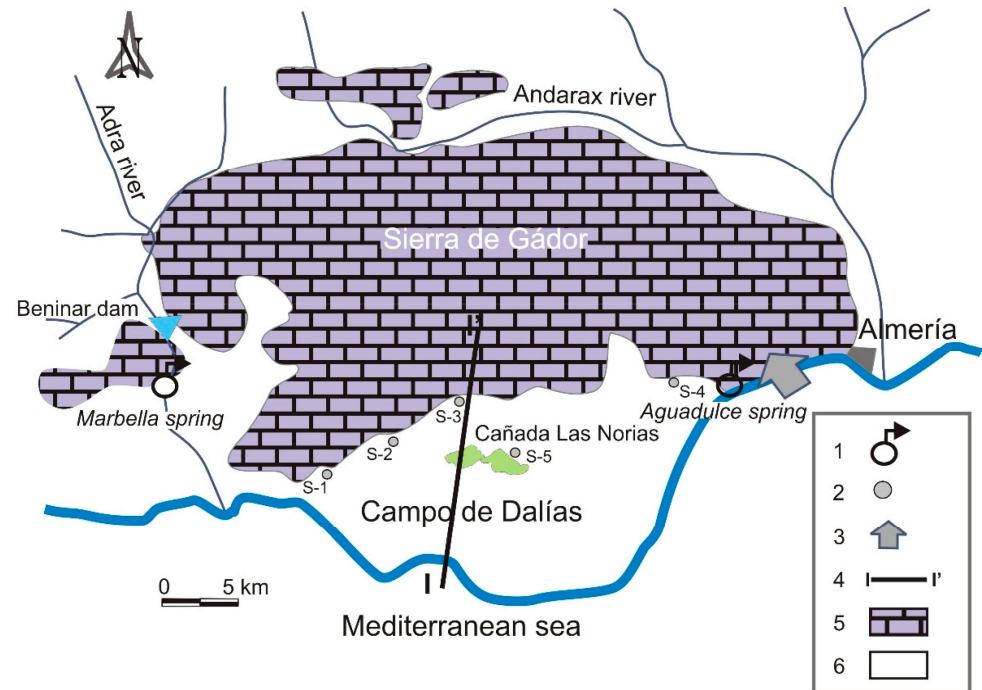 N
Adra river
Andarax river
Sierra de Gádor
Beninar dam
I'
Almería
Marbella spring
S-4
Aguadulce spring
S-3
Cañada Las Norias
S-2
S-5
S-1
Campo de Dalías
0 5 km
I
Mediterranean sea
1
2
3
4 I I'
5
6